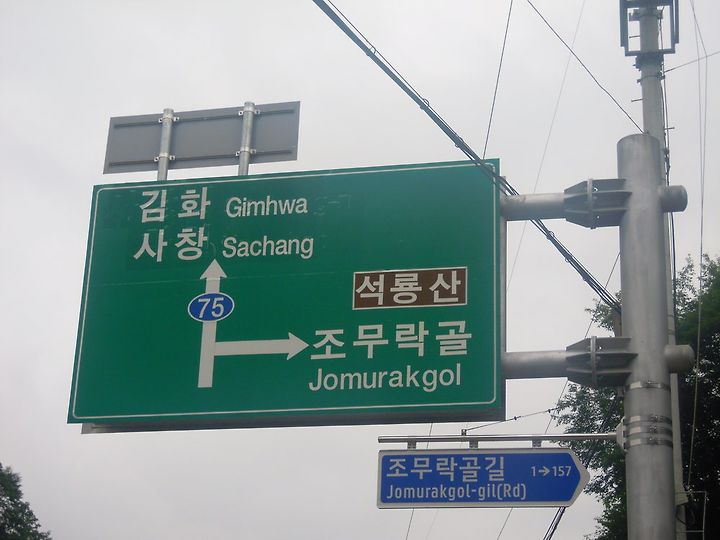 김화 Gimhwa
사창 Sachang
75
석룡산
조무락골
Jomurakgol
조무락골길 1→157
Jomurakgol-gil(Rd)